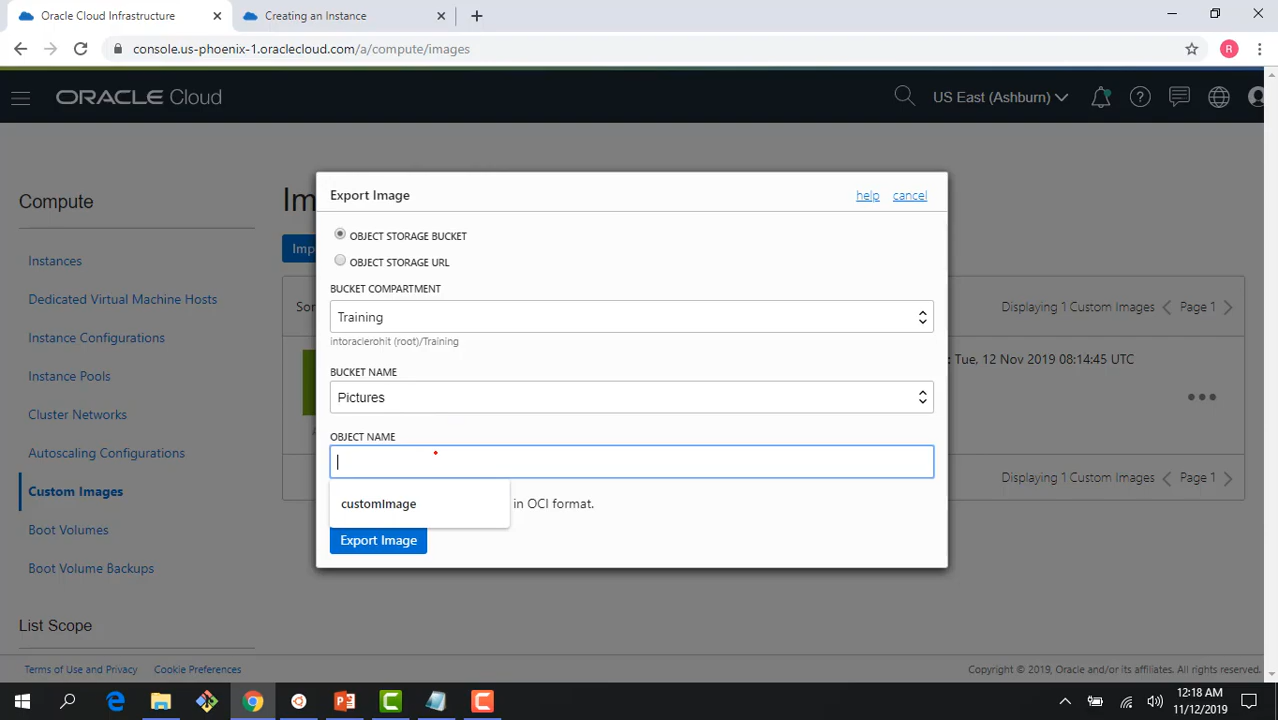 Oracle Cloud Infrastructure
Creating an Instance
console.us-phoenix-1.oraclecloud.com/a/compute/images
R
ORACLE Cloud
US East (Ashburn)
Compute
Im
Export Image
help
cancel
OBJECT STORAGE BUCKET
Instances
Imp
OBJECT STORAGE URL
BUCKET COMPARTMENT
Dedicated Virtual Machine Hosts
Sor
Training
Displaying 1 Custom Images
Page 1
Instance Configurations
intoraclerohit (root)/Training
: Tue, 12 Nov 2019 08:14:45 UTC
Instance Pools
BUCKET NAME
Pictures
Cluster Networks
OBJECT NAME
Autoscaling Configurations
Displaying 1 Custom Images
Page 1
Custom Images
customImage
in OCI format.
Boot Volumes
Export Image
Boot Volume Backups
List Scope
Terms of Use and Privacy
Cookie Preferences
Copyright © 2019, Oracle and/or its affiliates. All rights reserved.
12:18 AM
11/12/2019